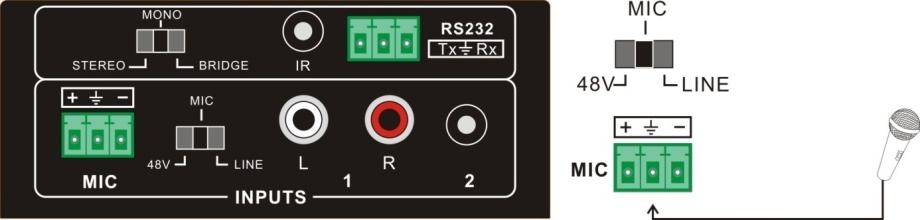 MONO
STEREO
BRIDGE
IR
RS232
Tx ⏚ Rx
+ ⏚ −
MIC
48V
LINE
MIC
L
R
1
2
INPUTS
MIC
48V
LINE
+ ⏚ −
MIC